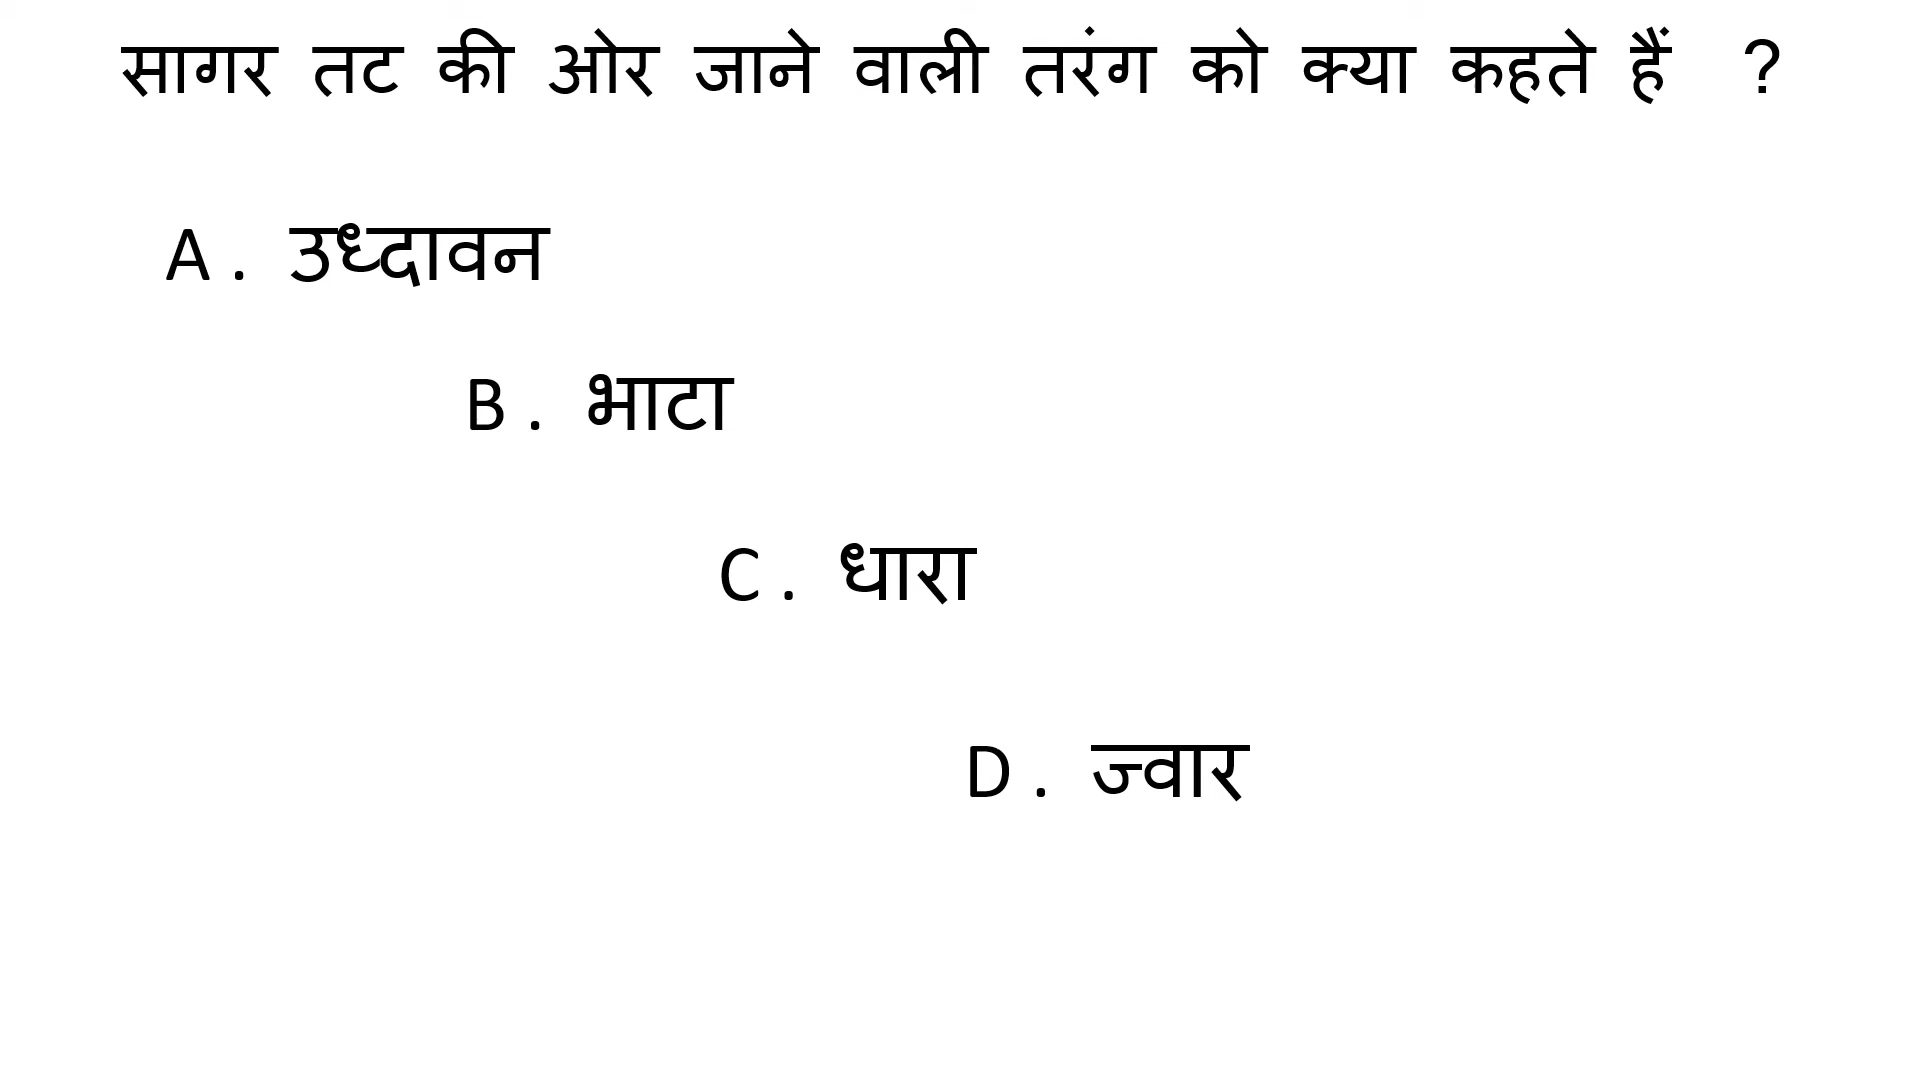 सागर तट की ओर जाने वाली तरंग को क्या कहते हैं ?
A . उध्दावन
B . भाटा
C . धारा
D . ज्वार